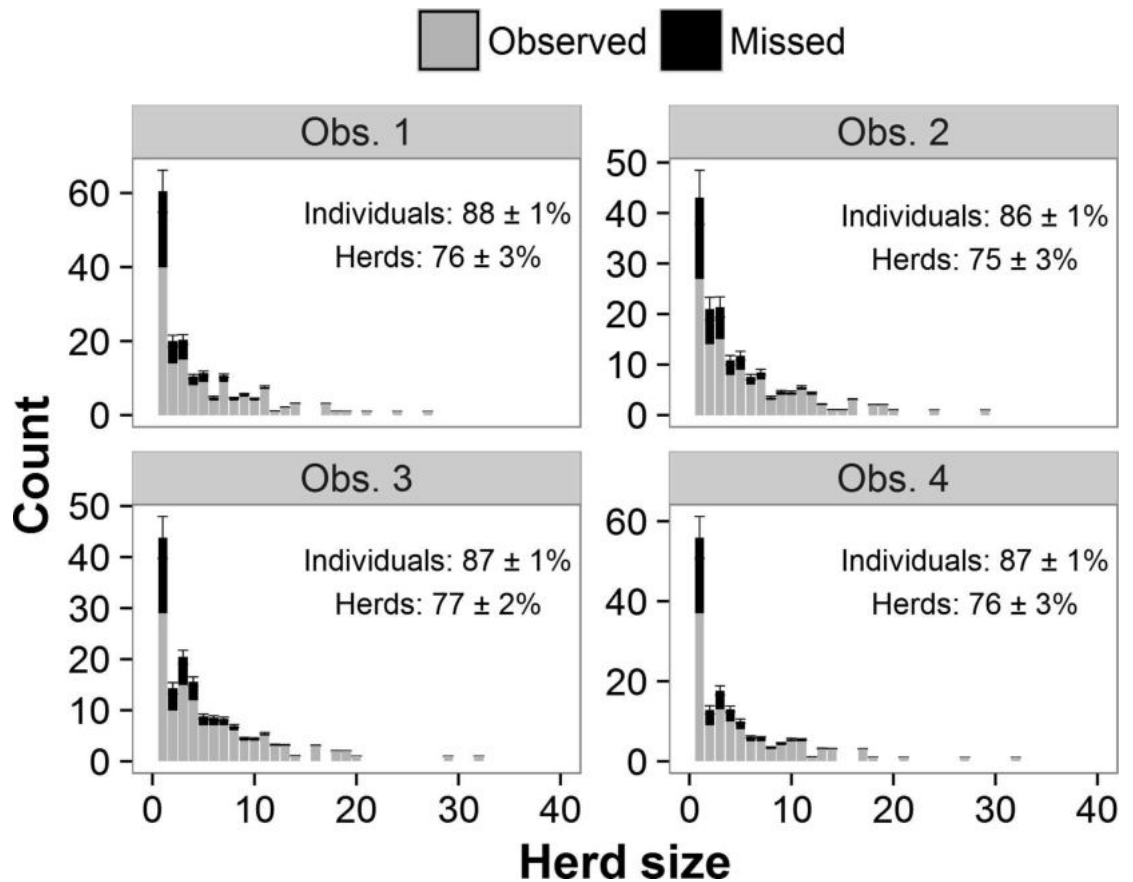 Observed Missed
Obs. 1
60
40
20
0
Individuals: 88 ± 1%
Herds: 76 ± 3%
Obs. 2
50
40
30
20
10
0
Individuals: 86 ± 1%
Herds: 75 ± 3%
Count
Obs. 3
50
40
30
20
10
0
Individuals: 87 ± 1%
Herds: 77 ± 2%
0 10 20 30 40
Obs. 4
60
40
20
0
Individuals: 87 ± 1%
Herds: 76 ± 3%
0 10 20 30 40
Herd size